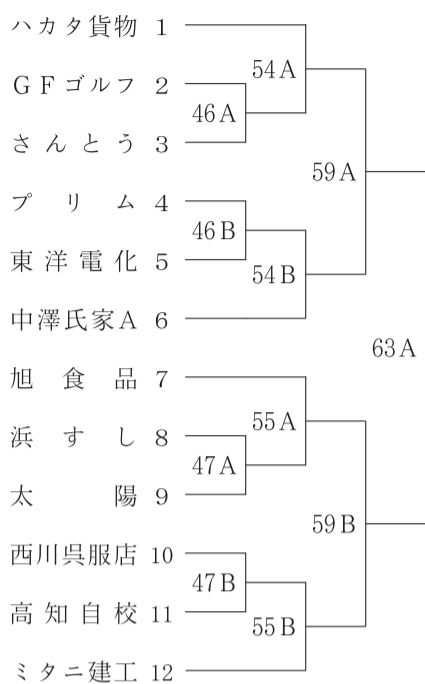 ハカタ貨物 1
54A
GFゴルフ 2
46A
さんとう 3
59A
プリム 4
46B
東洋電化 5
54B
中澤氏家A 6
63A
旭食品 7
55A
浜すし 8
47A
太陽 9
59B
西川呉服店 10
47B
高知自校 11
55B
ミタニ建工 12